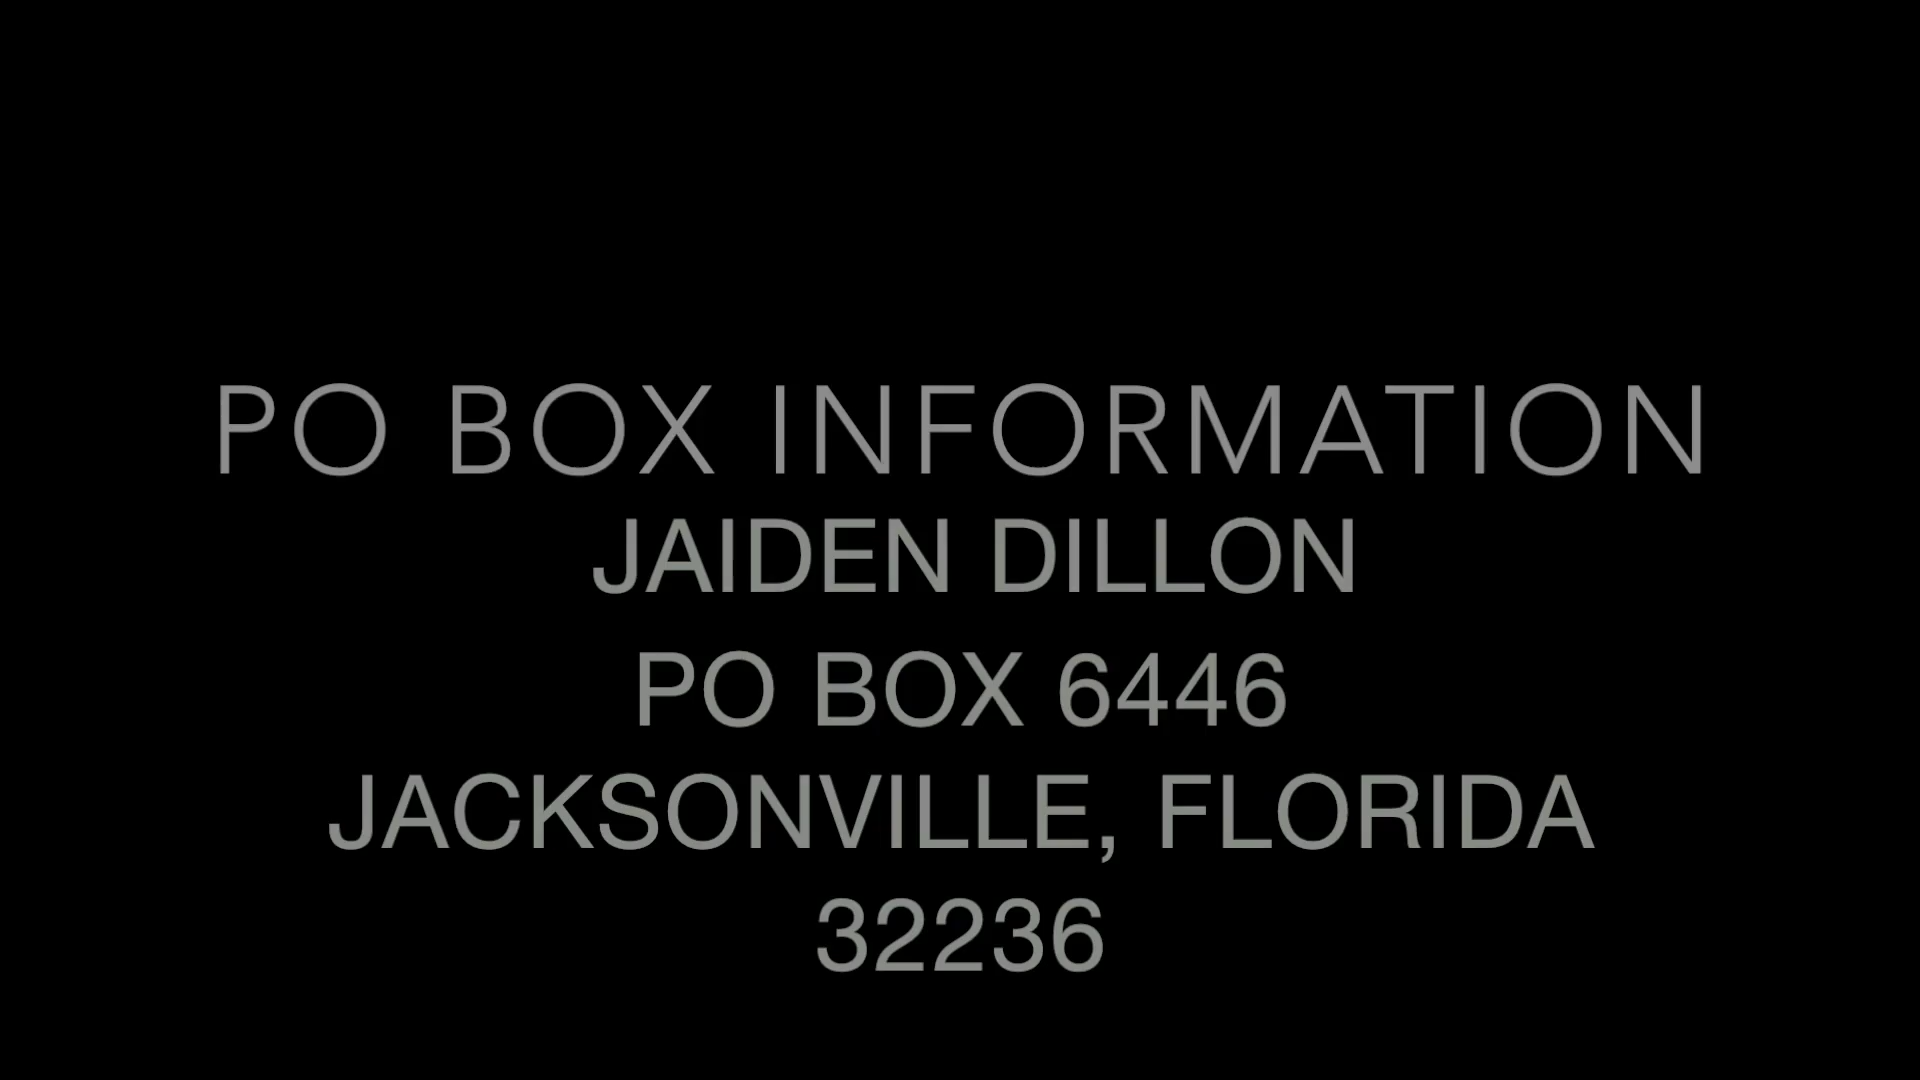 PO BOX INFORMATION
JAIDEN DILLON
PO BOX 6446
JACKSONVILLE, FLORIDA
32236